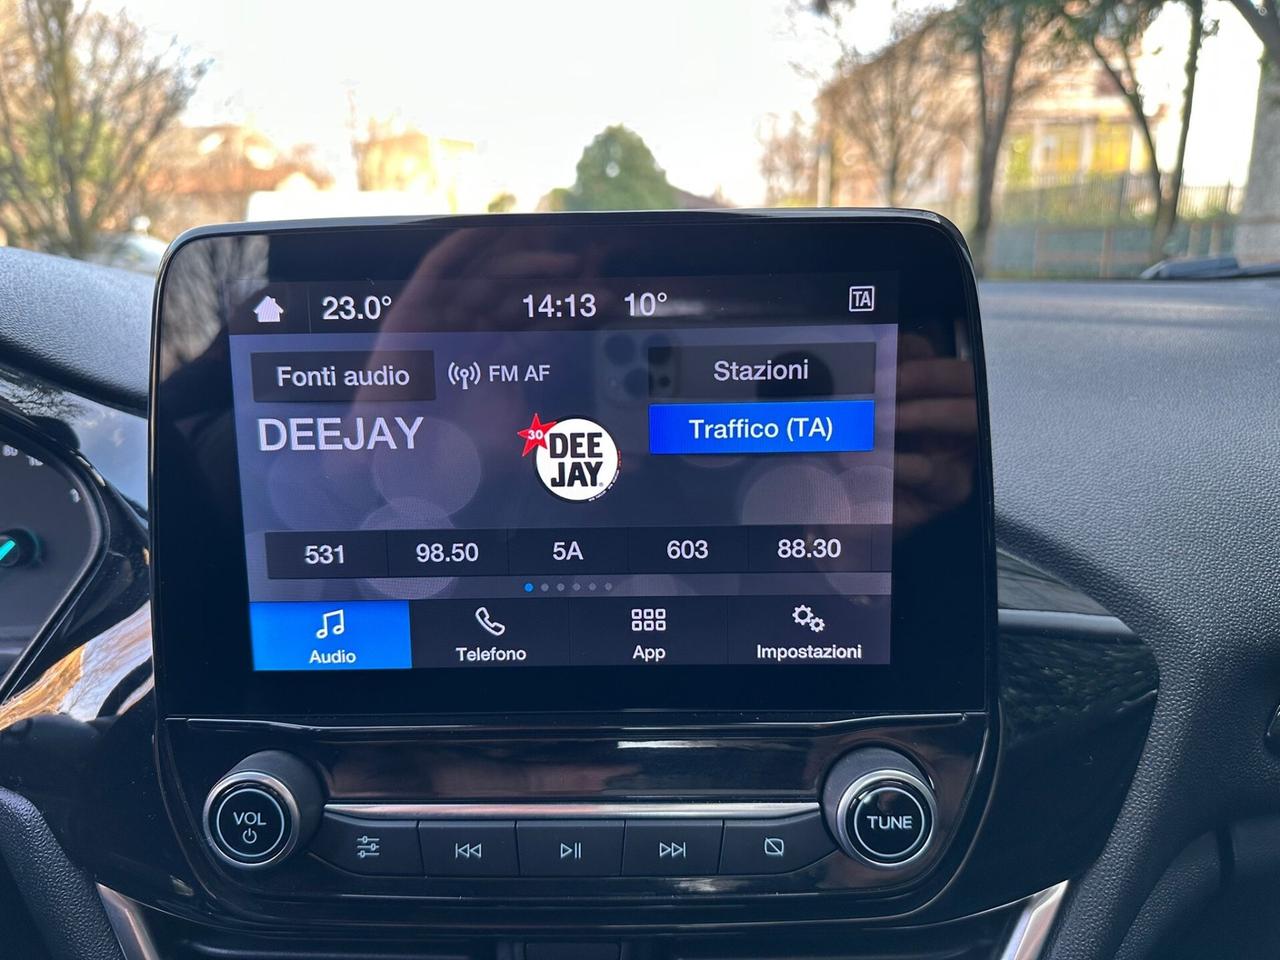 23.0° 14:13 10° TA
Fonti audio FM AF Stazioni
DEEJAY
30
DEE
JAY
Traffico (TA)
531 98.50 5A 603 88.30
Audio Telefono App Impostazioni
VOL
TUNE